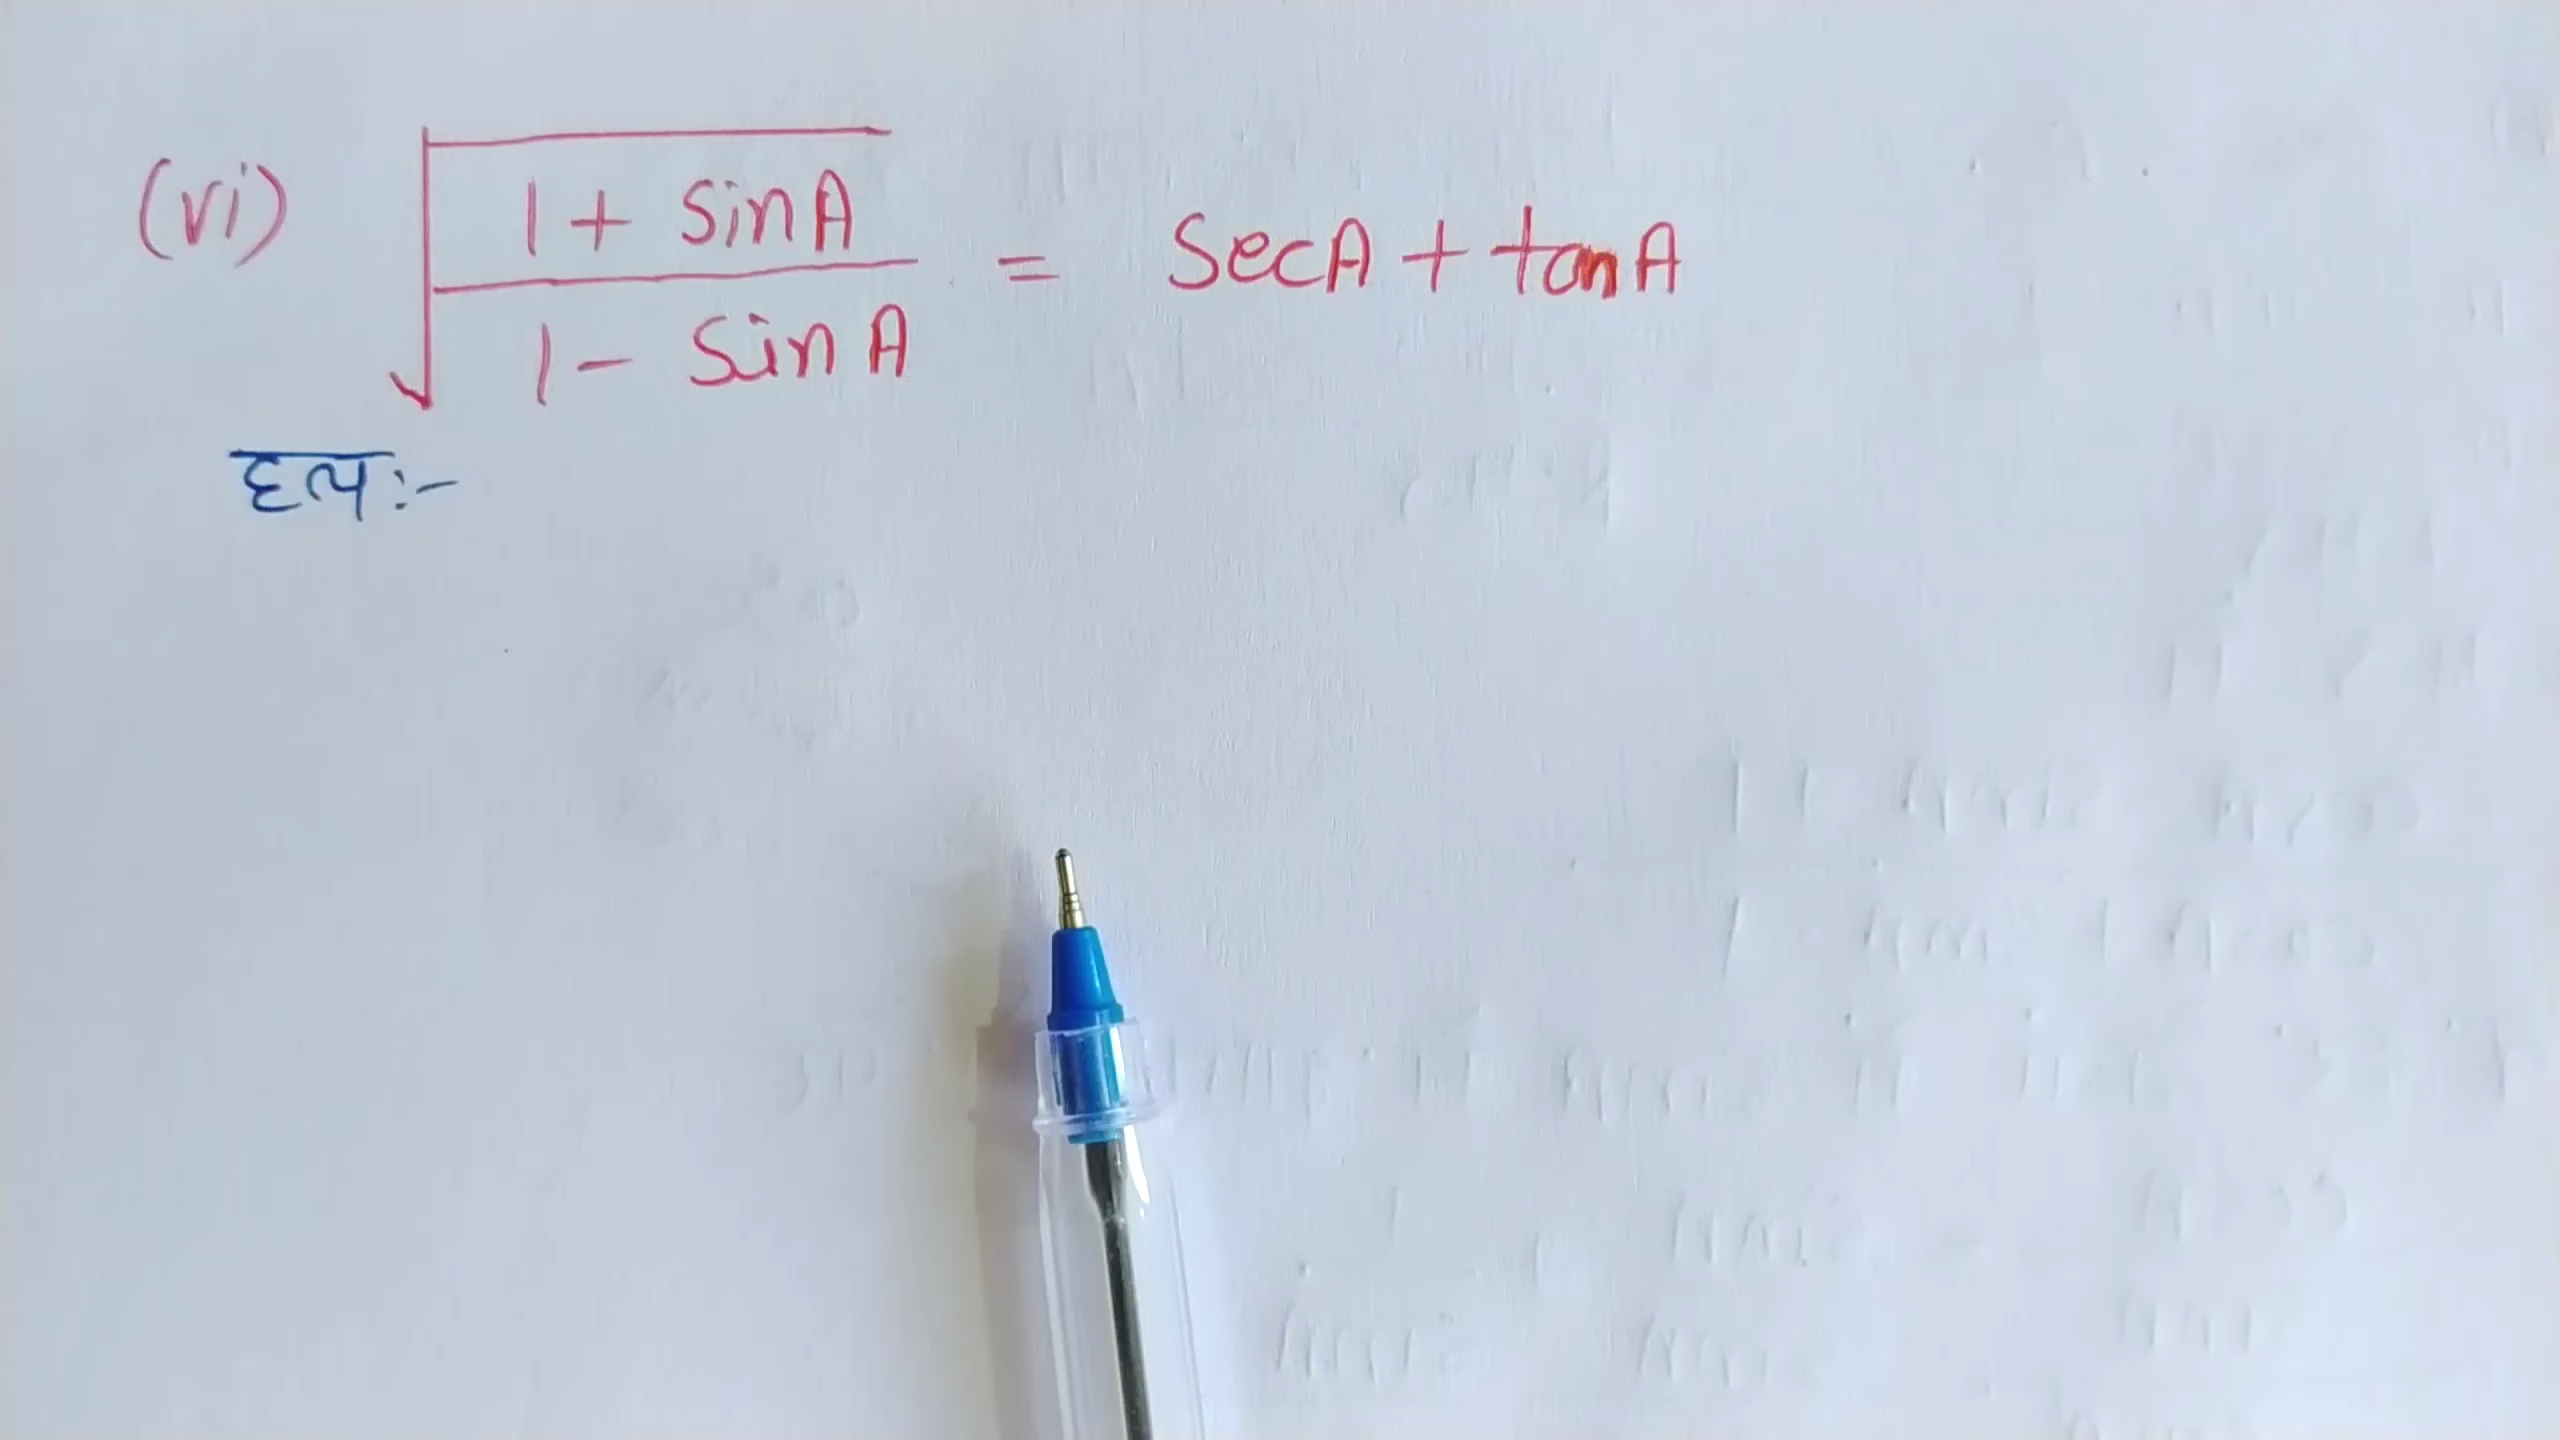 (vi) √((1 + sinA)/(1 - sinA)) = secA + tanA
हल :-